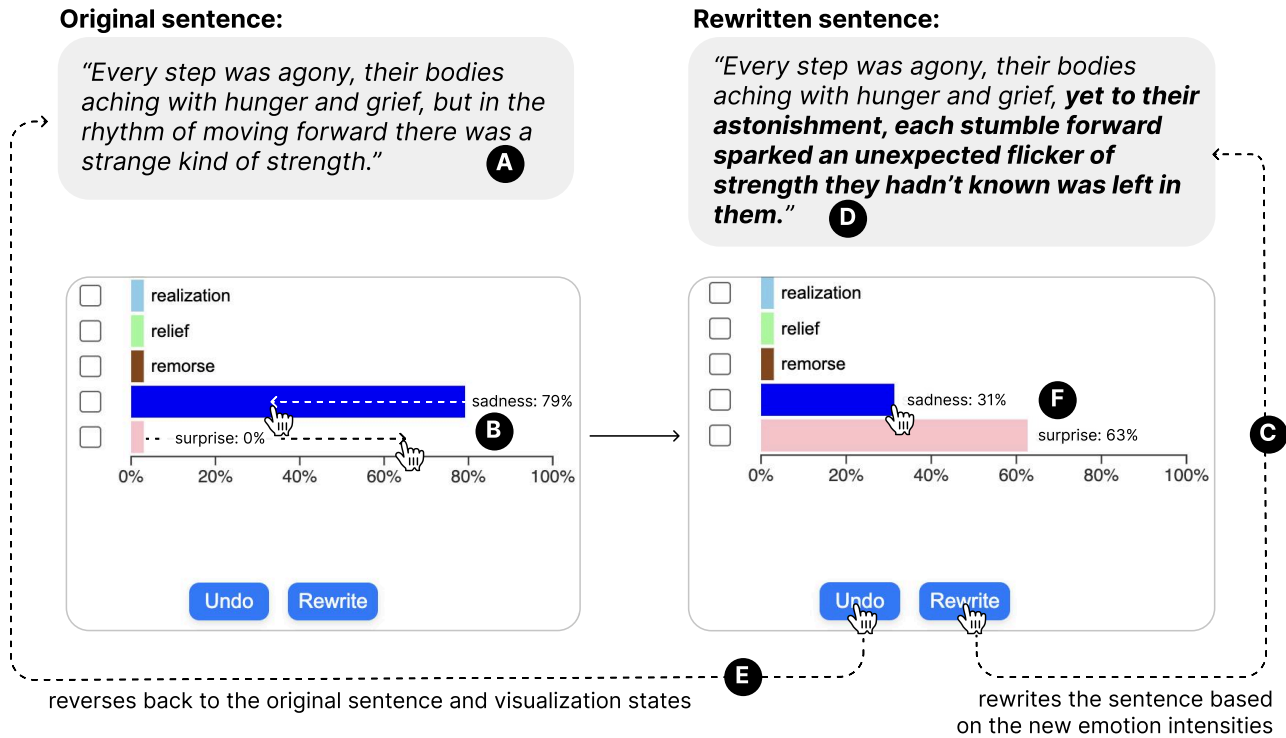 Original sentence:
“Every step was agony, their bodies
aching with hunger and grief, but in the
rhythm of moving forward there was a
strange kind of strength.”
A
realization
relief
remorse
sadness: 79%
B
surprise: 0%
0% 20% 40% 60% 80% 100%
Undo Rewrite
Rewritten sentence:
“Every step was agony, their bodies
aching with hunger and grief, yet to their
astonishment, each stumble forward
sparked an unexpected flicker of
strength they hadn’t known was left in
them.”
D
realization
relief
remorse
sadness: 31%
F
surprise: 63%
0% 20% 40% 60% 80% 100%
C
Undo Rewrite
E
reverses back to the original sentence and visualization states
rewrites the sentence based
on the new emotion intensities